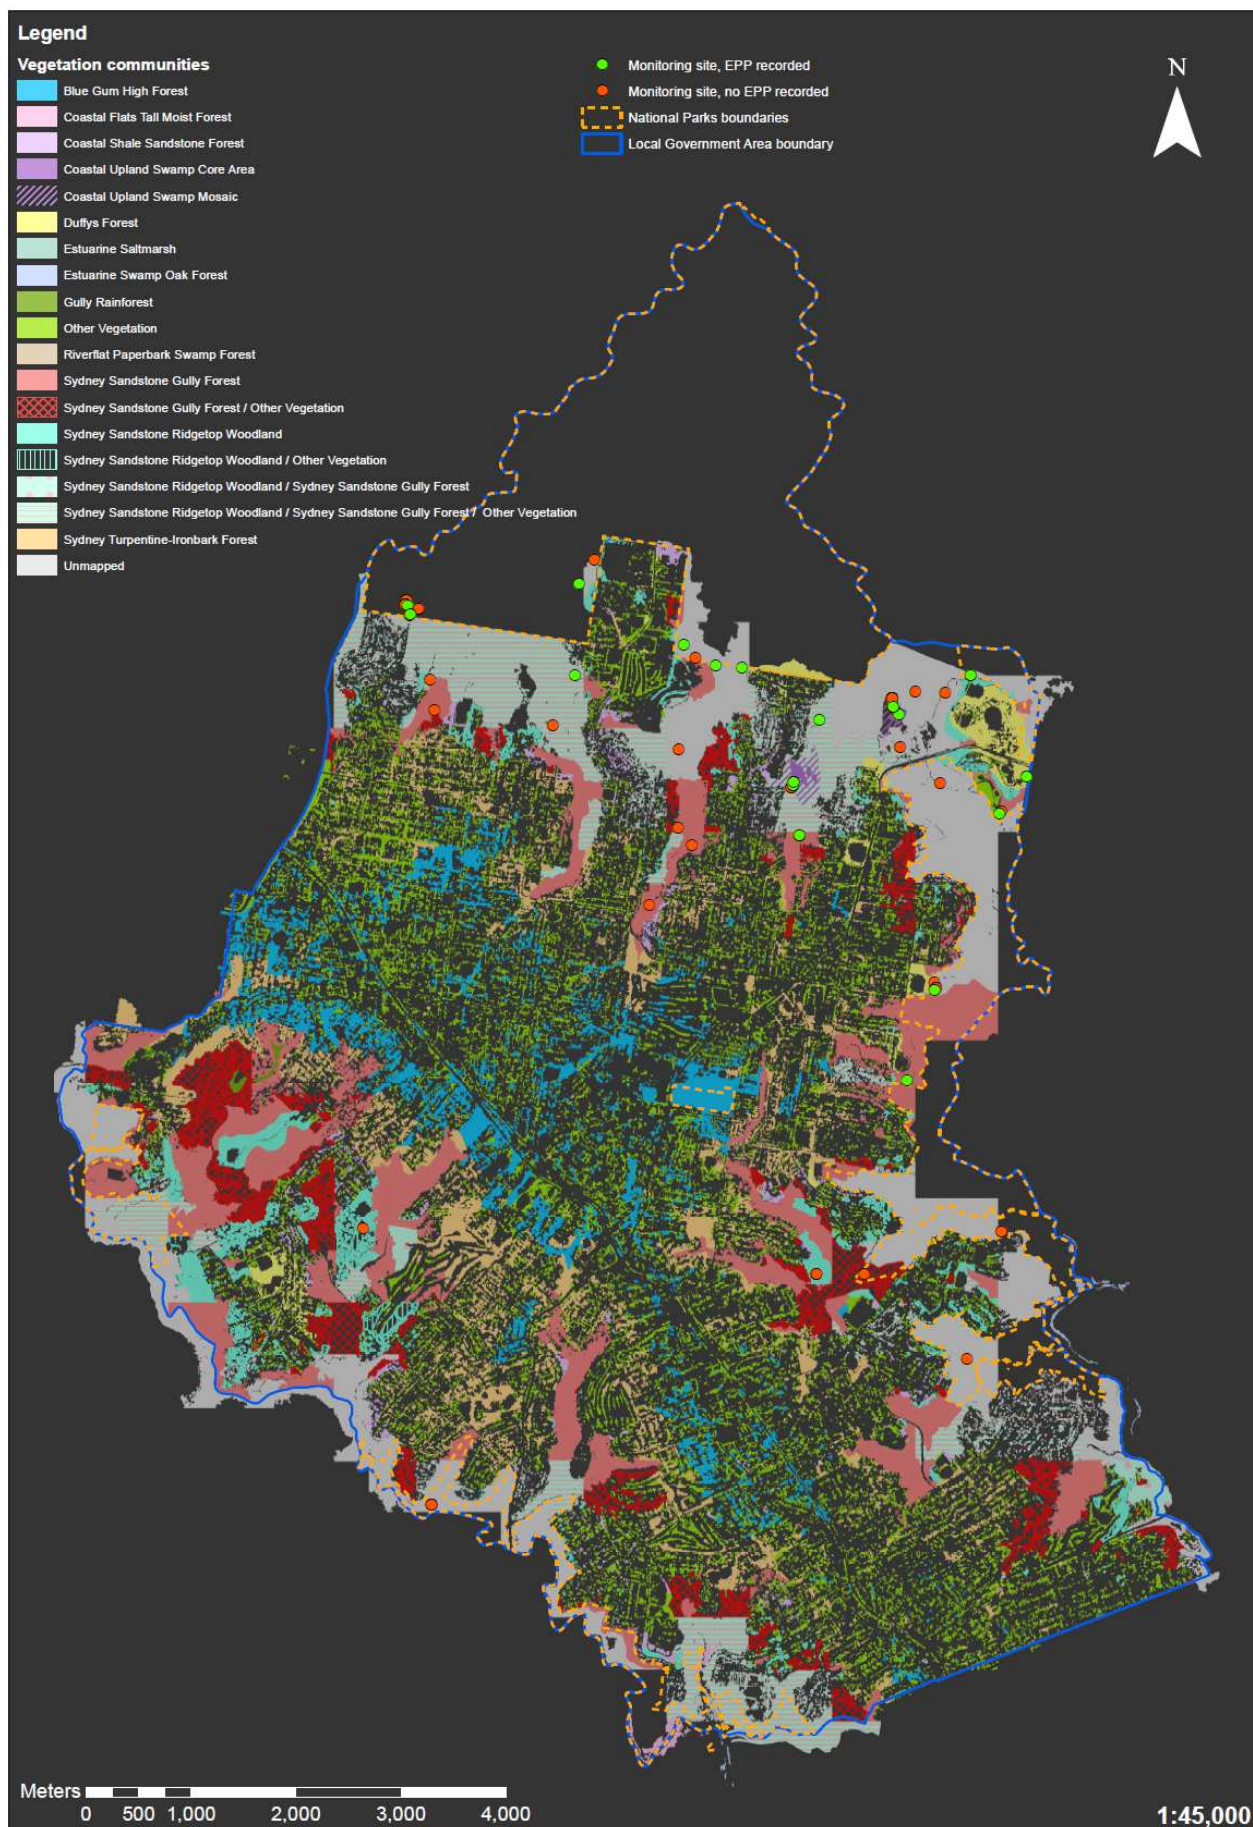 Legend
Vegetation communities
Blue Gum High Forest
Coastal Flats Tall Moist Forest
Coastal Shale Sandstone Forest
Coastal Upland Swamp Core Area
Coastal Upland Swamp Mosaic
Duffys Forest
Estuarine Saltmarsh
Estuarine Swamp Oak Forest
Gully Rainforest
Other Vegetation
Riverflat Paperbark Swamp Forest
Sydney Sandstone Gully Forest
Sydney Sandstone Gully Forest / Other Vegetation
Sydney Sandstone Ridgetop Woodland
Sydney Sandstone Ridgetop Woodland / Other Vegetation
Sydney Sandstone Ridgetop Woodland / Sydney Sandstone Gully Forest
Sydney Sandstone Ridgetop Woodland / Sydney Sandstone Gully Forest / Other Vegetation
Sydney Turpentine-Ironbark Forest
Unmapped
Monitoring site, EPP recorded
Monitoring site, no EPP recorded
National Parks boundaries
Local Government Area boundary
N
Meters
0 500 1,000 2,000 3,000 4,000
1:45,000